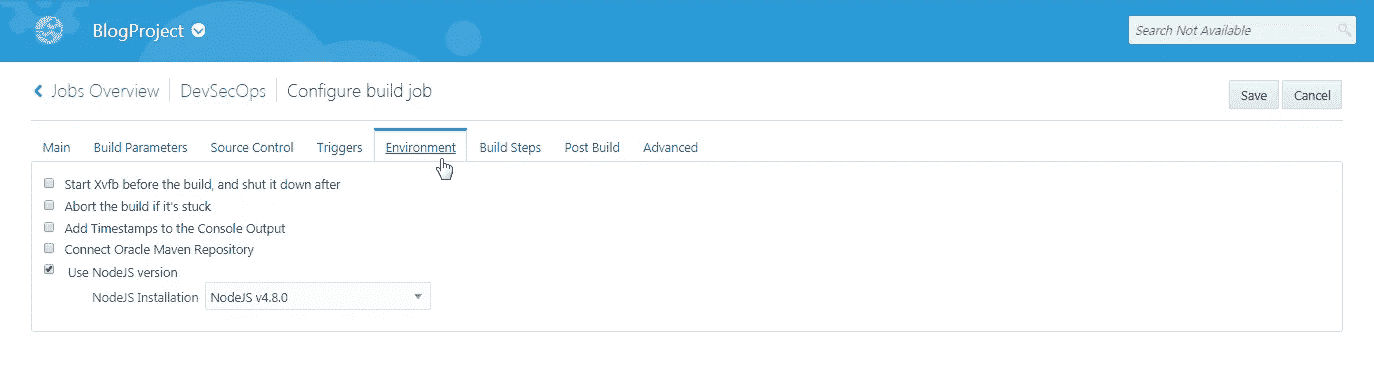 BlogProject
Search Not Available
Jobs Overview DevSecOps Configure build job
Save Cancel
Main Build Parameters Source Control Triggers Environment Build Steps Post Build Advanced
Start Xvfb before the build, and shut it down after
Abort the build if it's stuck
Add Timestamps to the Console Output
Connect Oracle Maven Repository
Use NodeJS version
NodeJS Installation NodeJS v4.8.0